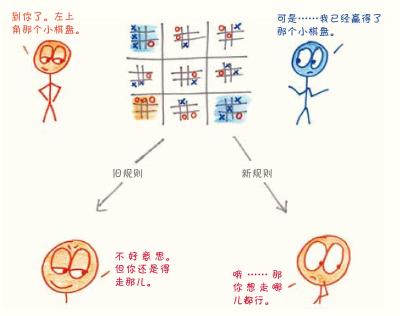 到你了。左上
角那个小棋盘。
可是……我已经赢得了
那个小棋盘。
旧规则
新规则
不好意思。
但你还是得
走那儿。
哦……那
你想走哪
儿都行。